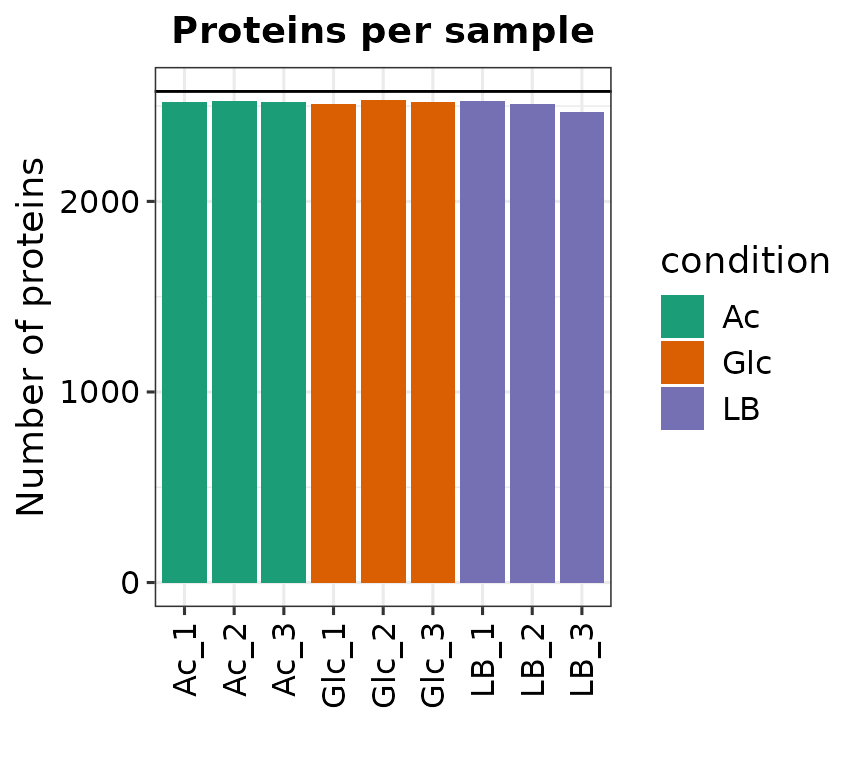 Proteins per sample
Number of proteins
2000
1000
0
Ac_1
Ac_2
Ac_3
Glc_1
Glc_2
Glc_3
LB_1
LB_2
LB_3
condition
Ac
Glc
LB